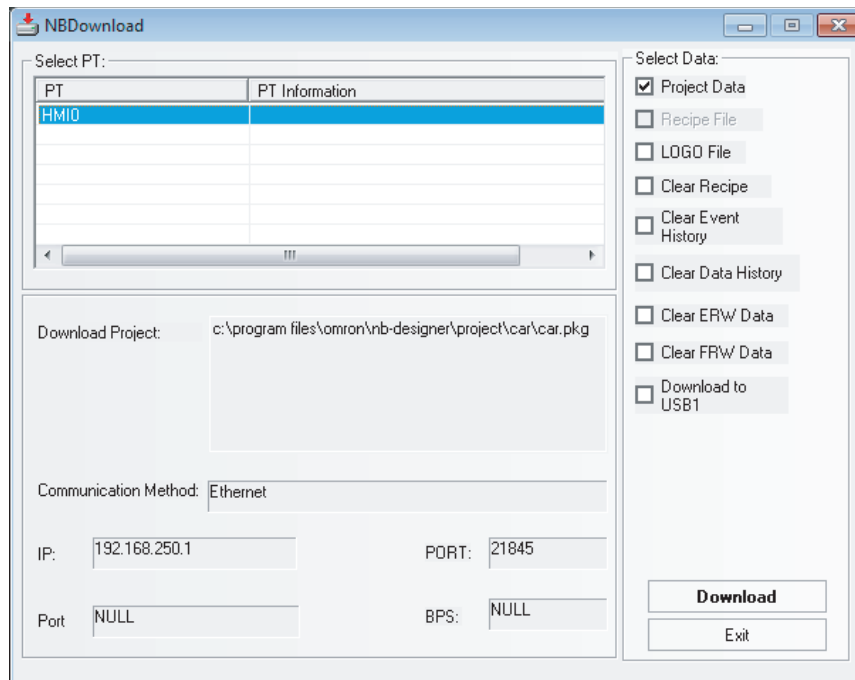 NBDownload
Select PT:
PT PT Information
HMI0
Download Project: c:\program files\omron\nb-designer\project\car\car.pkg
Communication Method: Ethernet
IP: 192.168.250.1 PORT: 21845
Port NULL BPS: NULL
Select Data:
Project Data
Recipe File
LOGO File
Clear Recipe
Clear Event
History
Clear Data History
Clear ERW Data
Clear FRW Data
Download to
USB1
Download
Exit